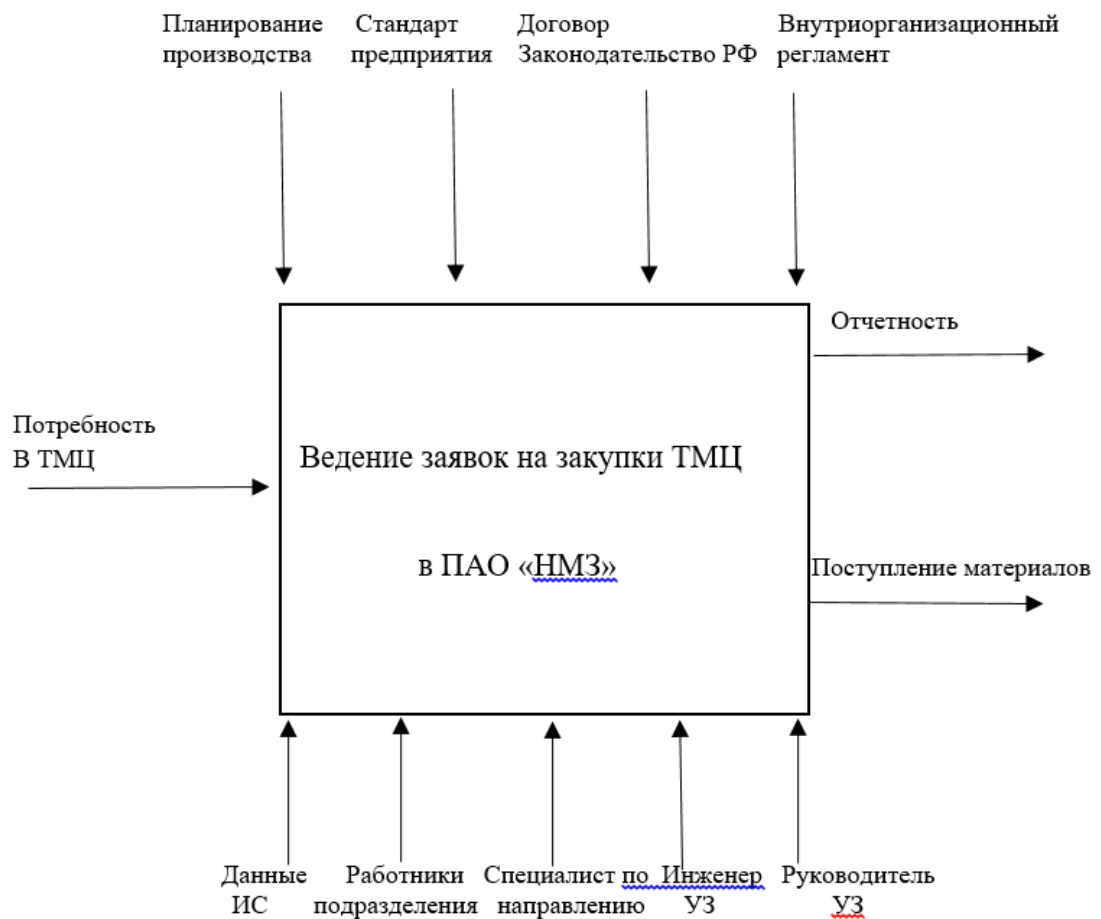 Планирование
производства
Стандарт
предприятия
Договор
Законодательство РФ
Внутриорганизационный
регламент
Отчетность
Потребность
В ТМЦ
Ведение заявок на закупки ТМЦ
в ПАО «НМЗ»
Поступление материалов
Данные
ИС
Работники
подразделения
Специалист по
направлению
Инженер
УЗ
Руководитель
УЗ